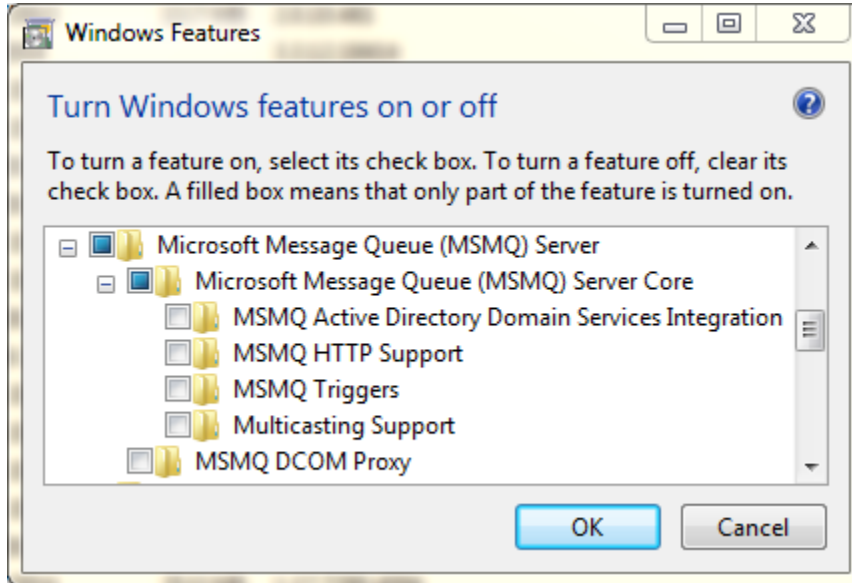 Windows Features
Turn Windows features on or off
To turn a feature on, select its check box. To turn a feature off, clear its
check box. A filled box means that only part of the feature is turned on.
Microsoft Message Queue (MSMQ) Server
Microsoft Message Queue (MSMQ) Server Core
MSMQ Active Directory Domain Services Integration
MSMQ HTTP Support
MSMQ Triggers
Multicasting Support
MSMQ DCOM Proxy
OK Cancel